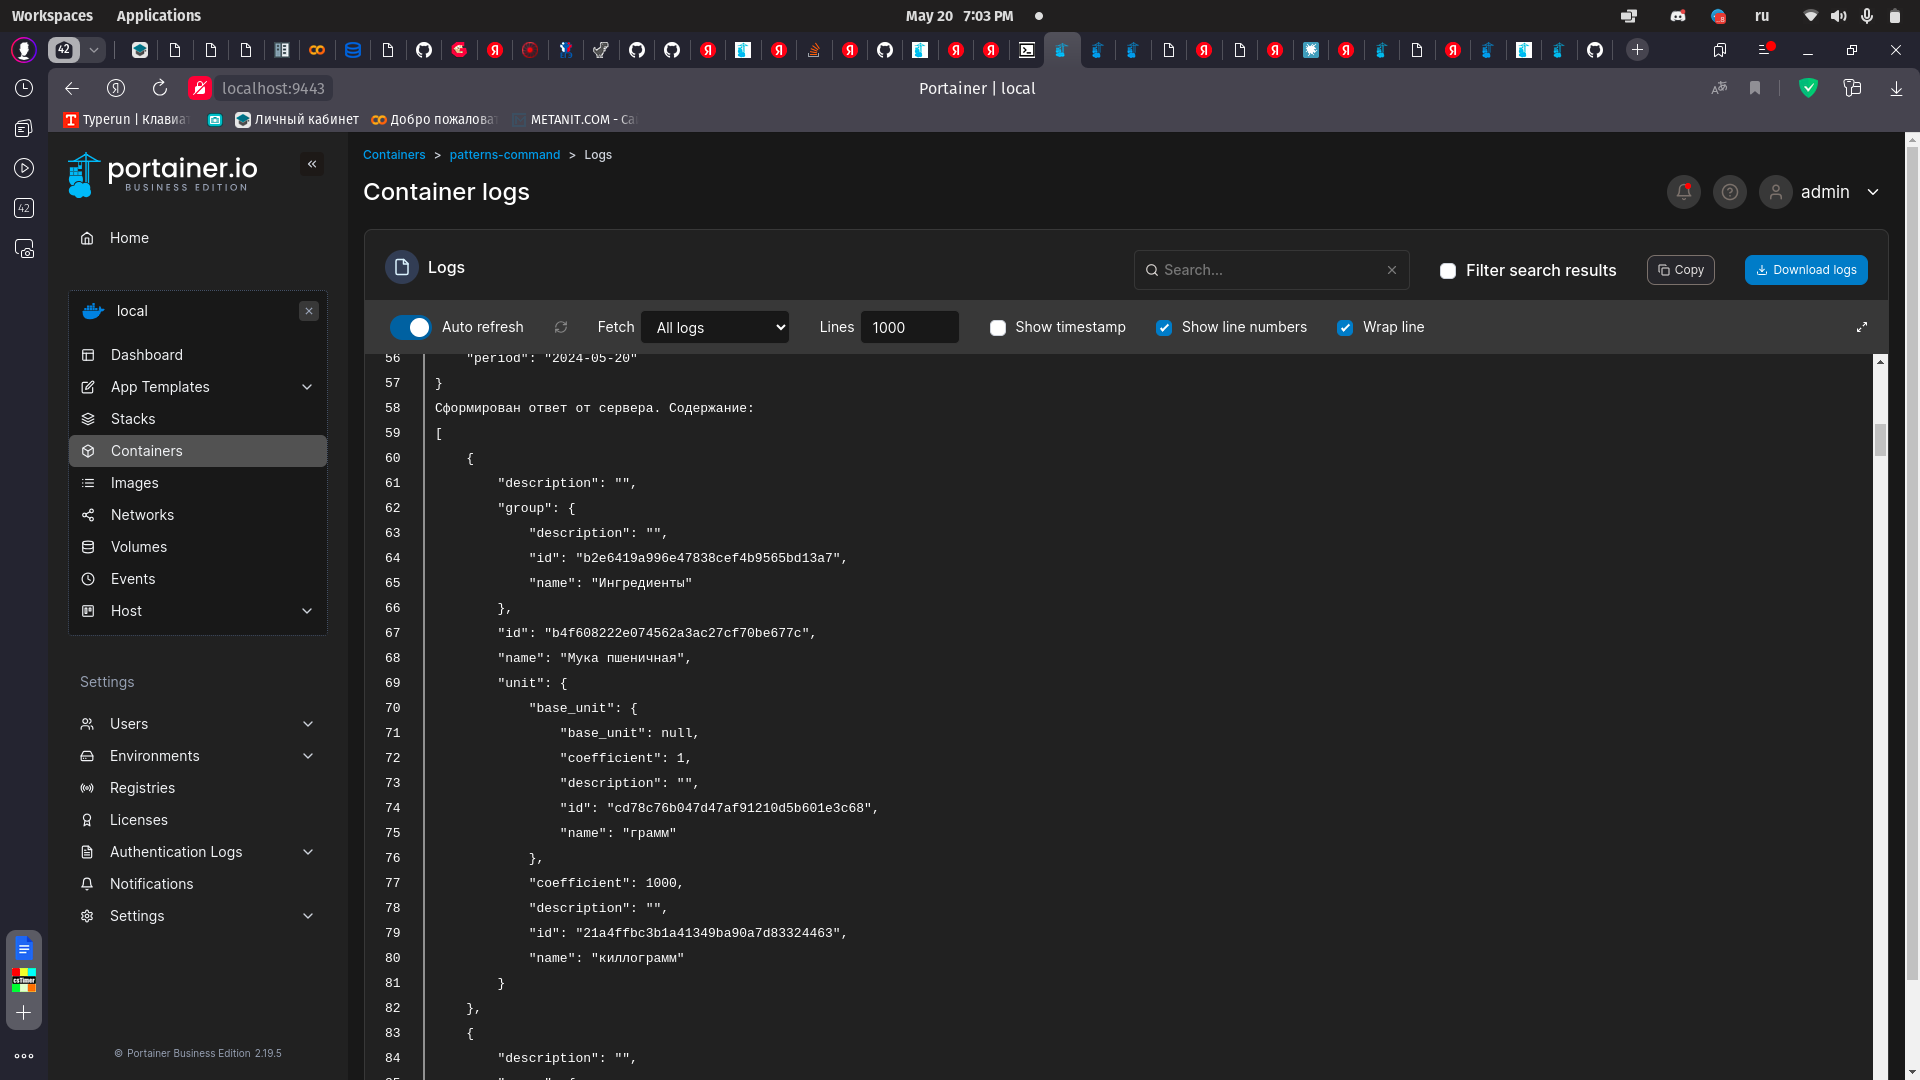 Workspaces Applications May 20 7:03 PM ru
42
localhost:9443 Portainer | local
Typerun | Клавиат Личный кабинет Добро пожалова METANIT.COM - Са
portainer.io
BUSINESS EDITION
Home
local
Dashboard
App Templates
Stacks
Containers
Images
Networks
Volumes
Events
Host
Settings
Users
Environments
Registries
Licenses
Authentication Logs
Notifications
Settings
© Portainer Business Edition 2.19.5
42
csTimer
Containers > patterns-command > Logs
Container logs
admin
Logs
Search...
Filter search results
Copy
Download logs
Auto refresh Fetch All logs Lines 1000 Show timestamp Show line numbers Wrap line
56 "period": "2024-05-20"
57 }
58 Сформирован ответ от сервера. Содержание:
59 [
60 {
61 "description": "",
62 "group": {
63 "description": "",
64 "id": "b2e6419a996e47838cef4b9565bd13a7",
65 "name": "Ингредиенты"
66 },
67 "id": "b4f608222e074562a3ac27cf70be677c",
68 "name": "Мука пшеничная",
69 "unit": {
70 "base_unit": {
71 "base_unit": null,
72 "coefficient": 1,
73 "description": "",
74 "id": "cd78c76b047d47af91210d5b601e3c68",
75 "name": "грамм"
76 },
77 "coefficient": 1000,
78 "description": "",
79 "id": "21a4ffbc3b1a41349ba90a7d83324463",
80 "name": "киллограмм"
81 }
82 },
83 {
84 "description": "",